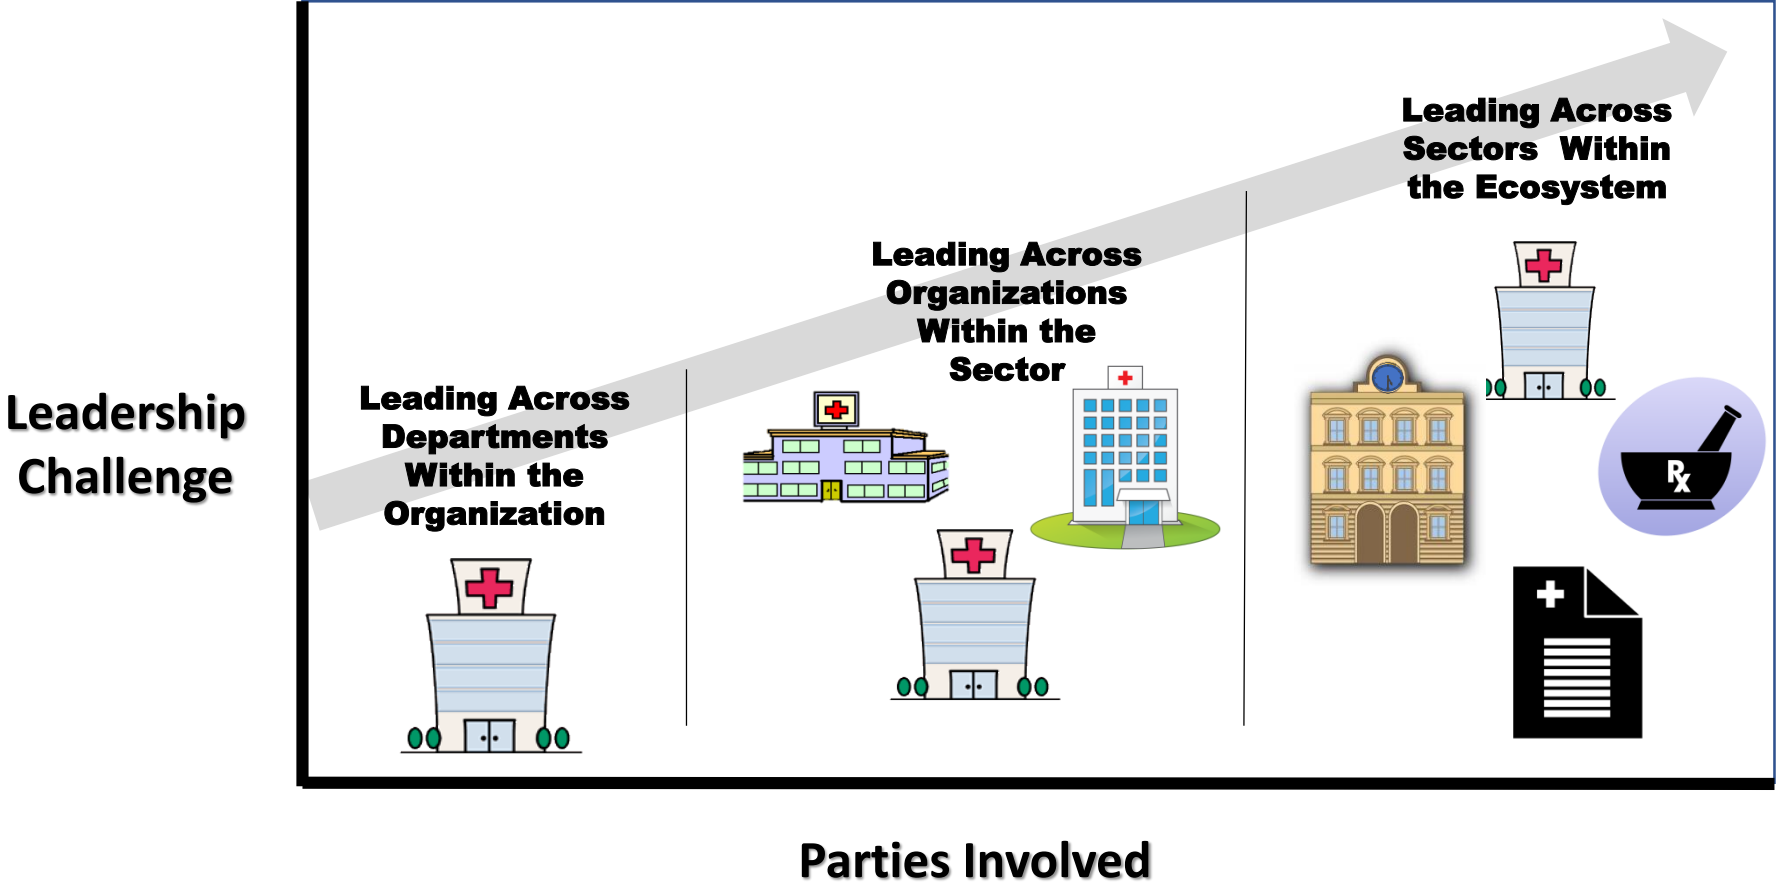 Leading Across
Sectors Within
the Ecosystem
Leading Across
Organizations
Within the
Sector
Leading Across
Departments
Within the
Organization
Leadership
Challenge
Rx
Parties Involved